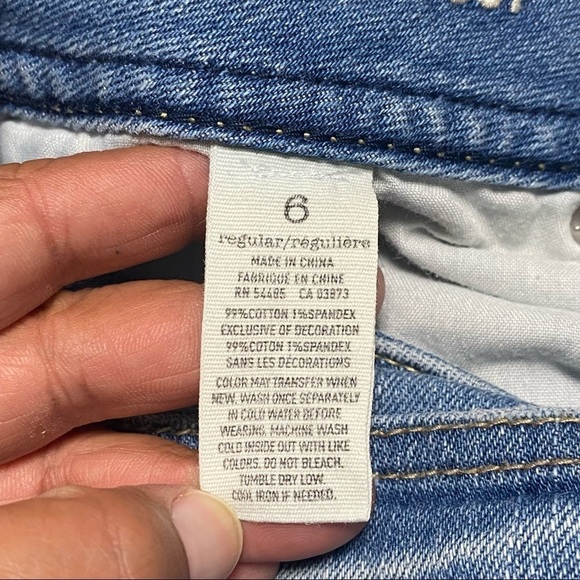 6
regular/régulière
MADE IN CHINA
FABRIQUE EN CHINE
RN 54485 CA 03873
99%COTTON 1%SPANDEX
EXCLUSIVE OF DECORATION
99%COTON 1%SPANDEX
SANS LES DÉCORATIONS
COLOR MAY TRANSFER WHEN
NEW, WASH ONCE SEPARATELY
IN COLD WATER BEFORE
WEARING. MACHINE WASH
COLD INSIDE OUT WITH LIKE
COLORS. DO NOT BLEACH.
TUMBLE DRY LOW.
COOL IRON IF NEEDED.